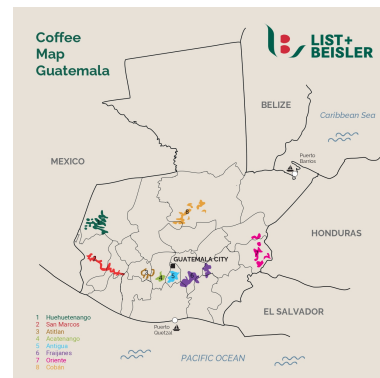 Coffee
Map
Guatemala
LIST+
BEISLER
BELIZE
Caribbean Sea
MEXICO
Puerto
Barrios
HONDURAS
GUATEMALA CITY
EL SALVADOR
Puerto
Quetzal
PACIFIC OCEAN
1 Huehuetenango
2 San Marcos
3 Atitlan
4 Acatenango
5 Antigua
6 Fraijanes
7 Oriente
8 Cobán